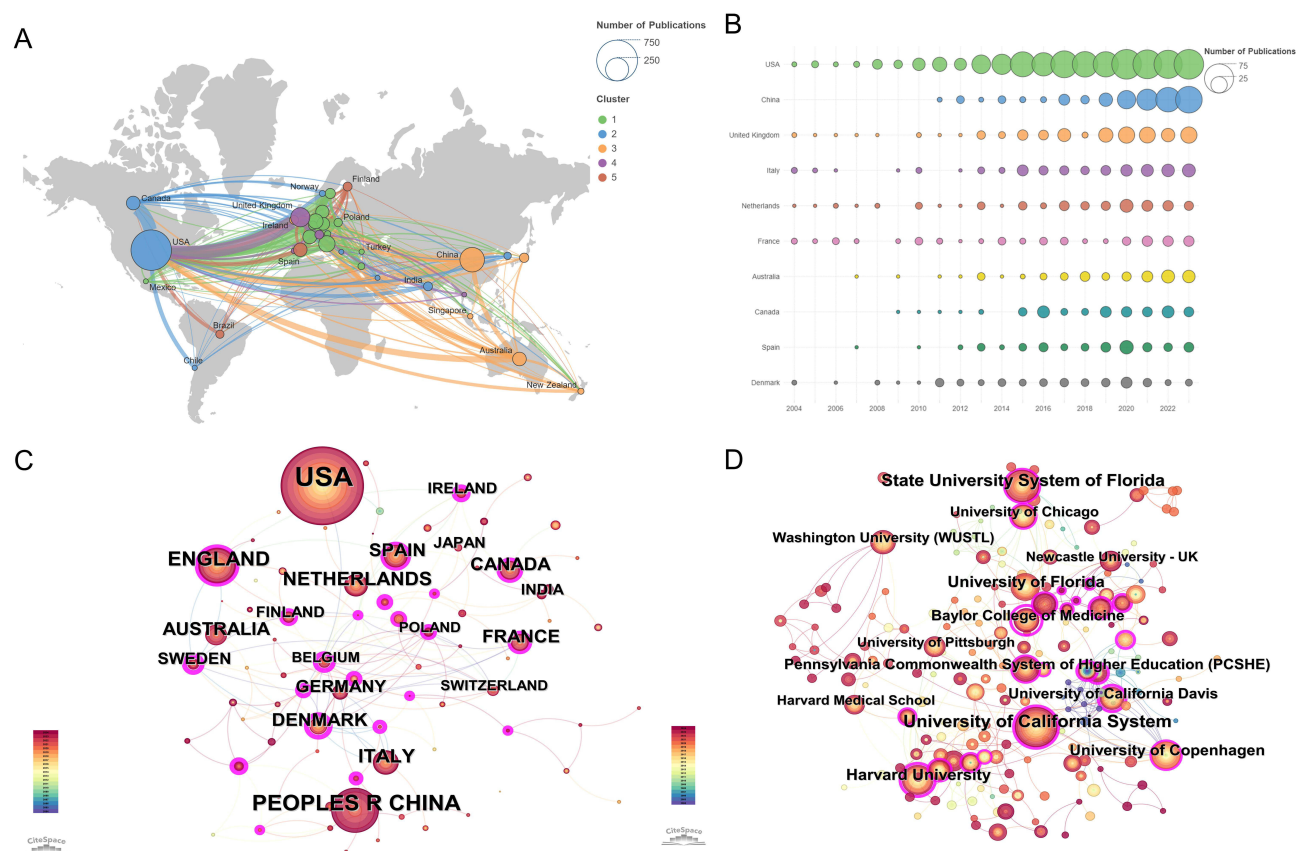 A
Number of Publications
750
250
Cluster
1
2
3
4
5
Canada
USA
Mexico
Brazil
Chile
Norway
Finland
United Kingdom
Ireland
Poland
Spain
Turkey
China
India
Singapore
Australia
New Zealand
B
Number of Publications
75
25
USA
China
United Kingdom
Italy
Netherlands
France
Australia
Canada
Spain
Denmark
2004 2006 2008 2010 2012 2014 2016 2018 2020 2022
C
USA
IRELAND
ENGLAND
SPAIN
JAPAN
CANADA
NETHERLANDS
INDIA
FINLAND
AUSTRALIA
POLAND
FRANCE
SWEDEN
BELGIUM
GERMANY
SWITZERLAND
DENMARK
ITALY
PEOPLES R CHINA
CiteSpace
D
State University System of Florida
University of Chicago
Washington University (WUSTL)
Newcastle University - UK
University of Florida
Baylor College of Medicine
University of Pittsburgh
Pennsylvania Commonwealth System of Higher Education (PCSHE)
University of California Davis
Harvard Medical School
University of California System
University of Copenhagen
Harvard University
CiteSpace